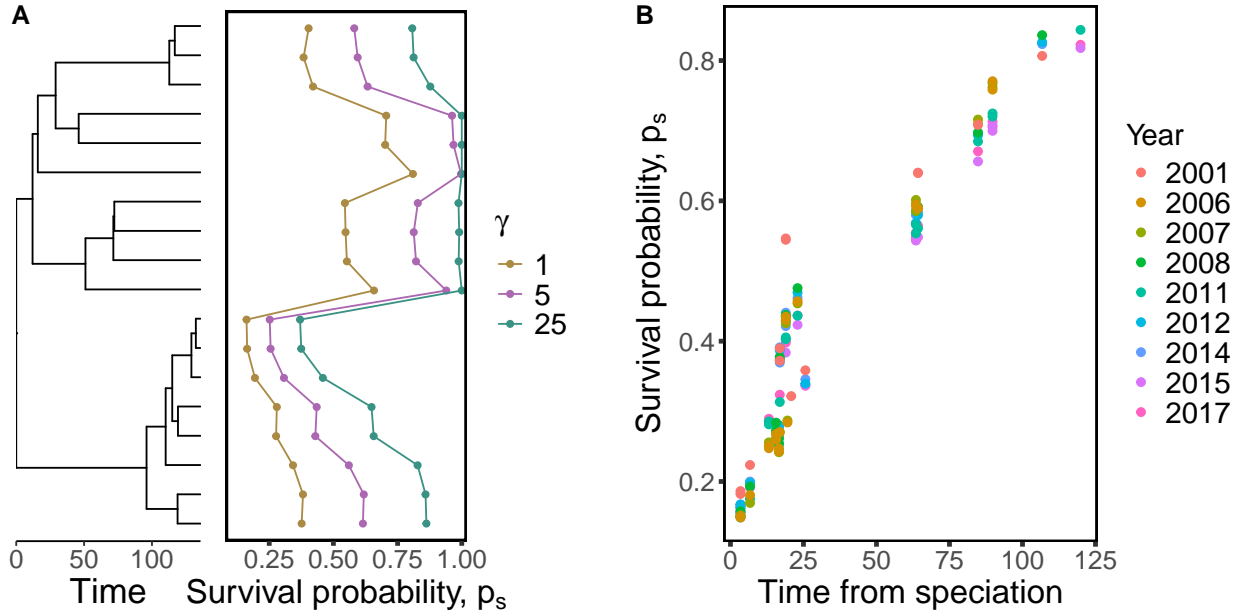 A
γ
1
5
25
0 50 100
Time
0.25 0.50 0.75 1.00
Survival probability, pₛ
B
0.8
0.6
0.4
0.2
Survival probability, pₛ
0 25 50 75 100 125
Time from speciation
Year
2001
2006
2007
2008
2011
2012
2014
2015
2017